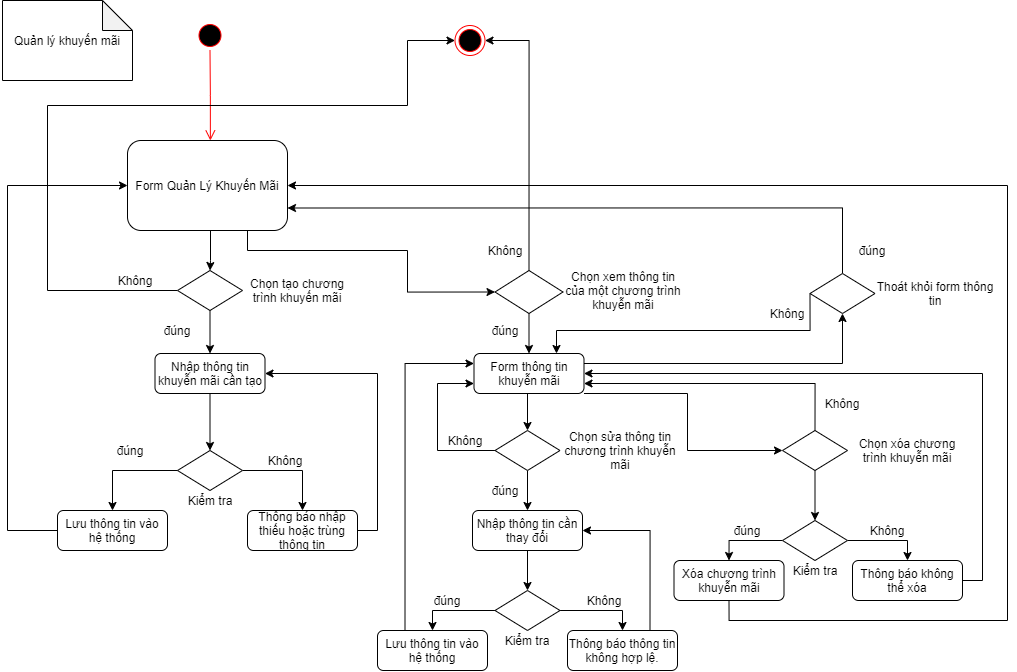 Quản lý khuyến mãi
Form Quản Lý Khuyến Mãi
Không
Chọn tạo chương
trình khuyến mãi
đúng
Nhập thông tin
khuyễn mãi cần tạo
đúng
Không
Kiểm tra
Lưu thông tin vào
hệ thống
Thông báo nhập
thiếu hoặc trùng
thông tin
Không
Chọn xem thông tin
của một chương trình
khuyễn mãi
đúng
Form thông tin
khuyễn mãi
đúng
Thoát khỏi form thông
tin
Không
Không
Chọn sửa thông tin
chương trình khuyễn
mãi
đúng
Nhập thông tin cần
thay đổi
đúng
Không
Kiểm tra
Lưu thông tin vào
hệ thống
Thông báo thông tin
không hợp lệ.
Không
Chọn xóa chương
trình khuyễn mãi
đúng
Không
Kiểm tra
Xóa chương trình
khuyễn mãi
Thông báo không
thể xóa